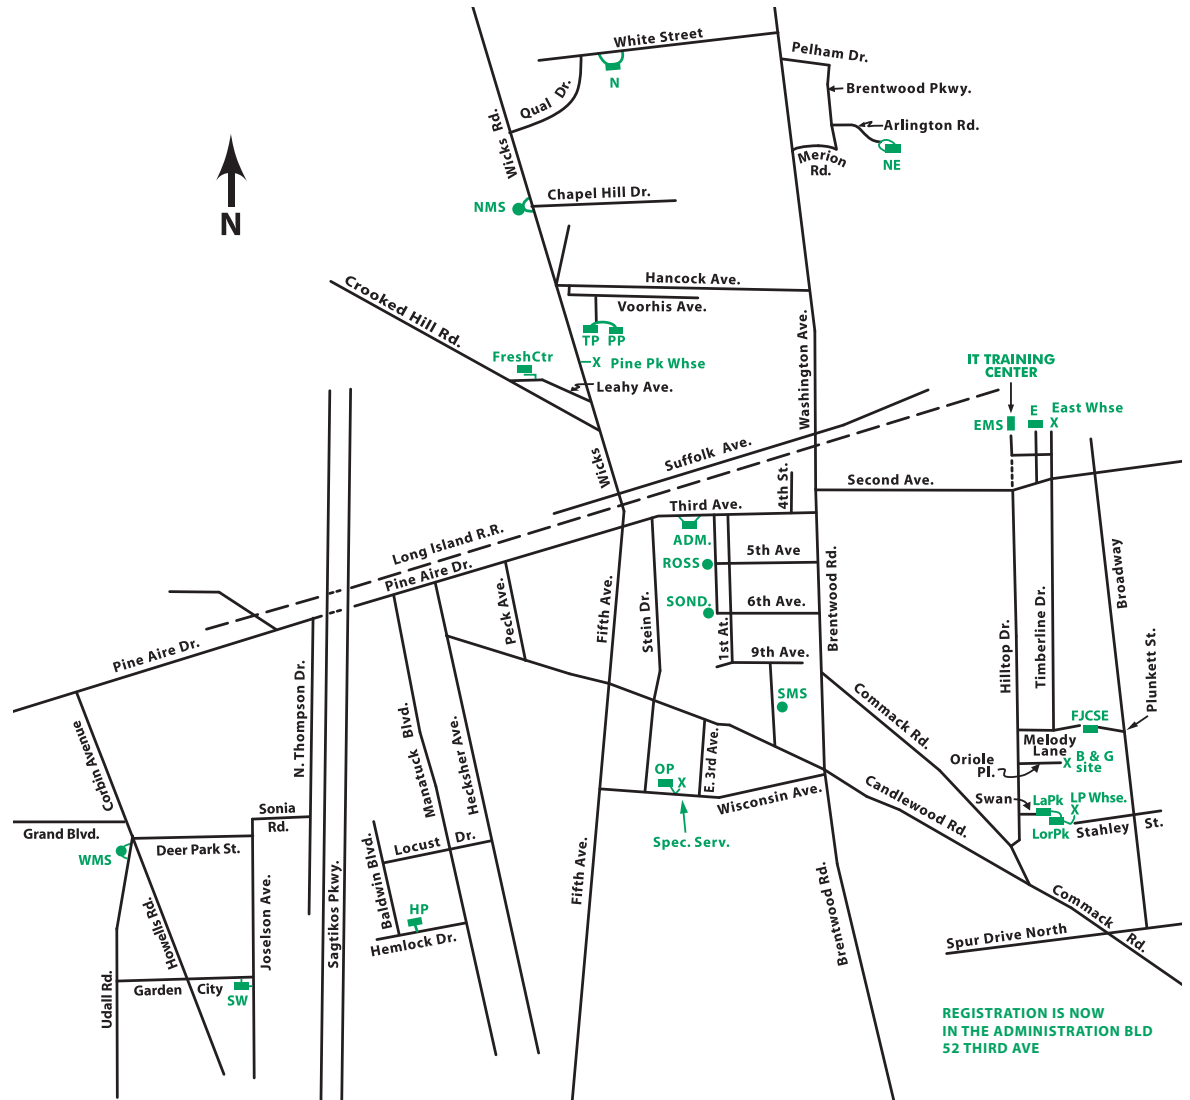 White Street
Pelham Dr.
Brentwood Pkwy.
Qual Dr.
N
Arlington Rd.
Wicks Rd.
Merion
Rd.
NE
Chapel Hill Dr.
NMS
N
Hancock Ave.
Crooked Hill Rd.
Voorhis Ave.
TP
PP
FreshCtr
X
Pine Pk Whse
Leahy Ave.
Washington Ave.
IT TRAINING
CENTER
East Whse
E
X
EMS
Suffolk Ave.
Wicks
4th St.
Second Ave.
Third Ave.
Long Island R.R.
ADM.
Pine Aire Dr.
5th Ave
ROSS
Peck Ave.
Fifth Ave.
Stein Dr.
SOND.
6th Ave.
1st At.
Brentwood Rd.
Broadway
Pine Aire Dr.
9th Ave.
Hilltop Dr.
Timberline Dr.
Plunkett St.
N. Thompson Dr.
SMS
Commack Rd.
FJCSE
Corbin Avenue
Manatuck Blvd.
Hecksher Ave.
E. 3rd Ave.
Melody
Lane
Oriole
Pl.
X
B & G
site
OP
X
Wisconsin Ave.
Candlewood Rd.
Swan
LaPk
LP Whse.
X
LorPk
Stahley St.
Sonia
Rd.
Grand Blvd.
Deer Park St.
WMS
Locust Dr.
Baldwin Blvd.
Spec. Serv.
Fifth Ave.
Brentwood Rd.
Sagtikos Pkwy.
Joselson Ave.
Howells Rd.
HP
Hemlock Dr.
Commack
Rd.
Spur Drive North
Udall Rd.
Garden City
SW
REGISTRATION IS NOW
IN THE ADMINISTRATION BLD
52 THIRD AVE